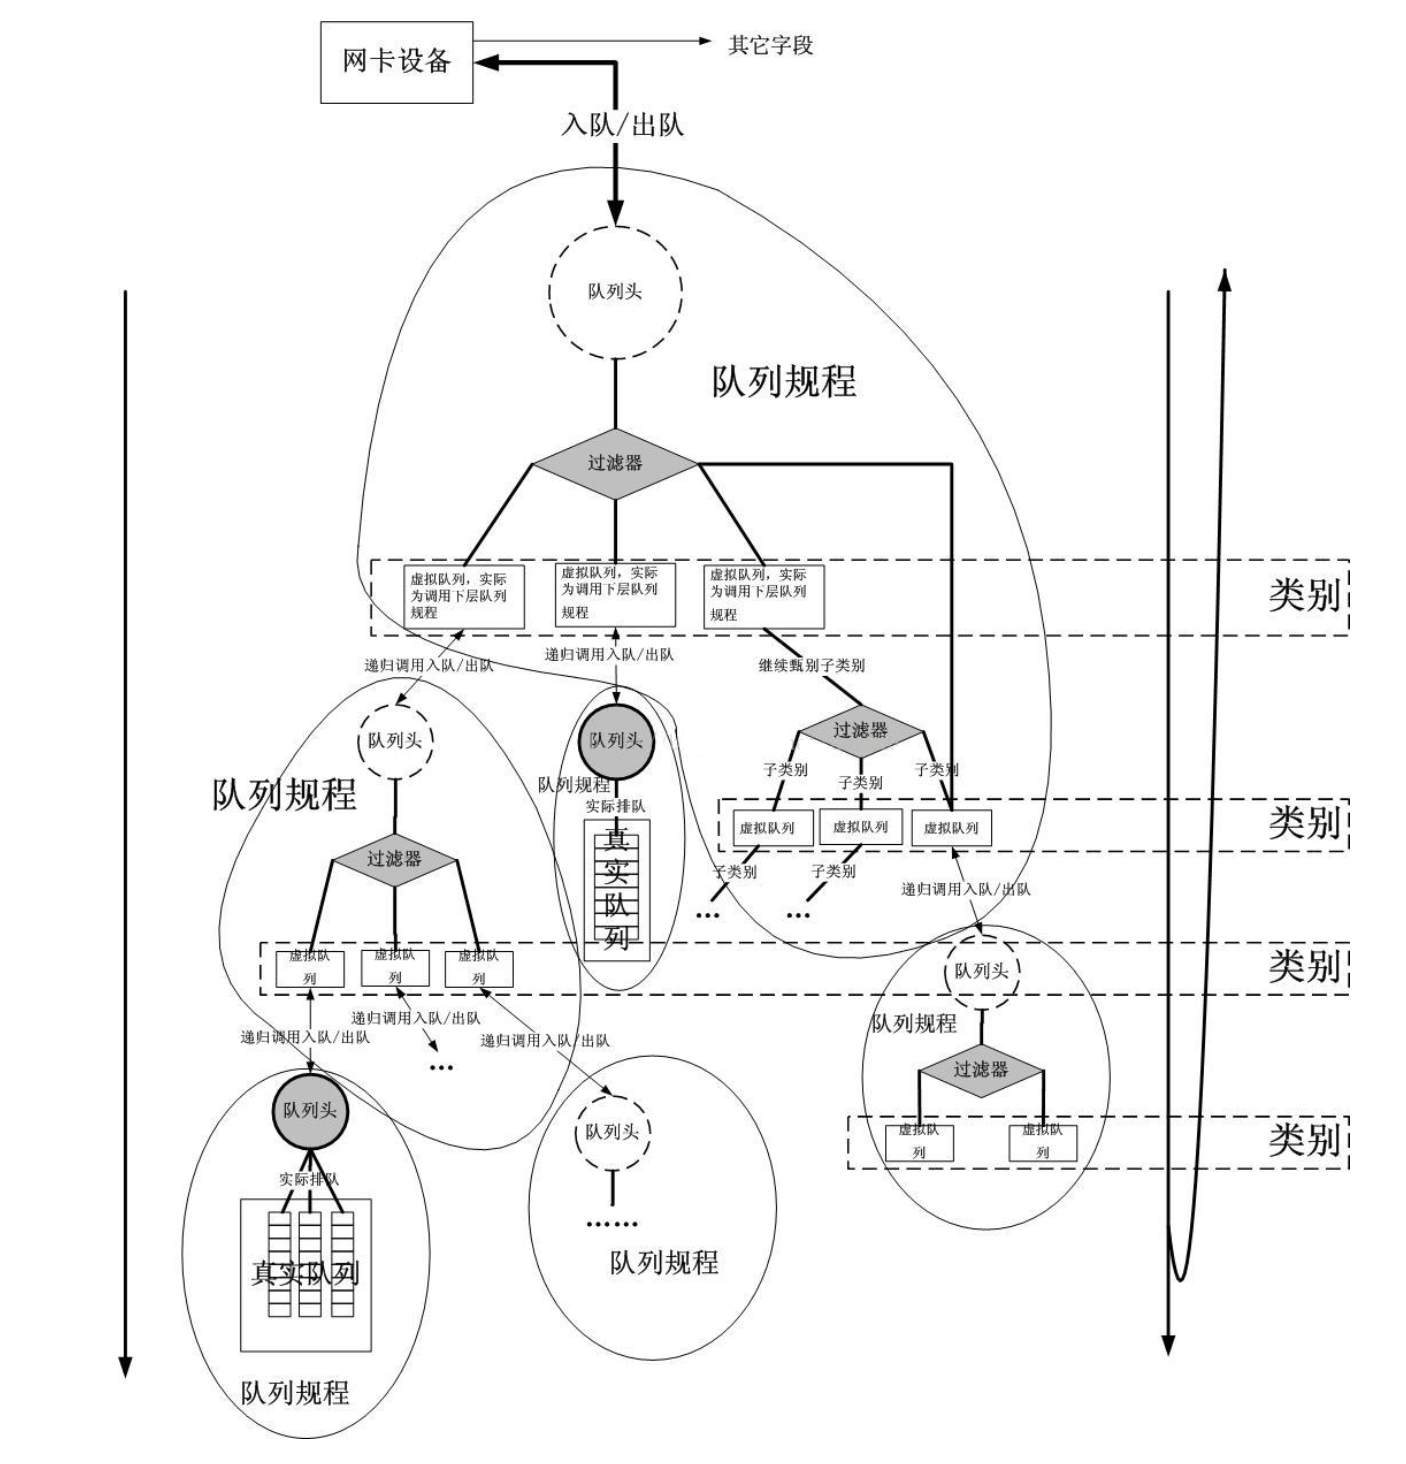 网卡设备
其它字段
入队/出队
队列头
队列规程
过滤器
虚拟队列，实际
为调用下层队列
规程
虚拟队列，实际
为调用下层队列
规程
虚拟队列，实际
为调用下层队列
规程
类别
递归调用入队/出队
递归调用入队/出队
继续甄别子类别
队列头
队列头
过滤器
队列规程
队列规程
子类别
子类别
子类别
实际排队
真
实
队
列
虚拟队列
虚拟队列
虚拟队列
类别
过滤器
子类别
子类别
递归调用入队/出队
...
...
虚拟队
列
虚拟队
列
虚拟队
列
队列头
类别
递归调用入队/出队
递归调用入队/出队
递归调用入队/出队
...
队列规程
过滤器
队列头
队列头
虚拟队
列
虚拟队
列
类别
实际排队
......
真实队列
队列规程
队列规程